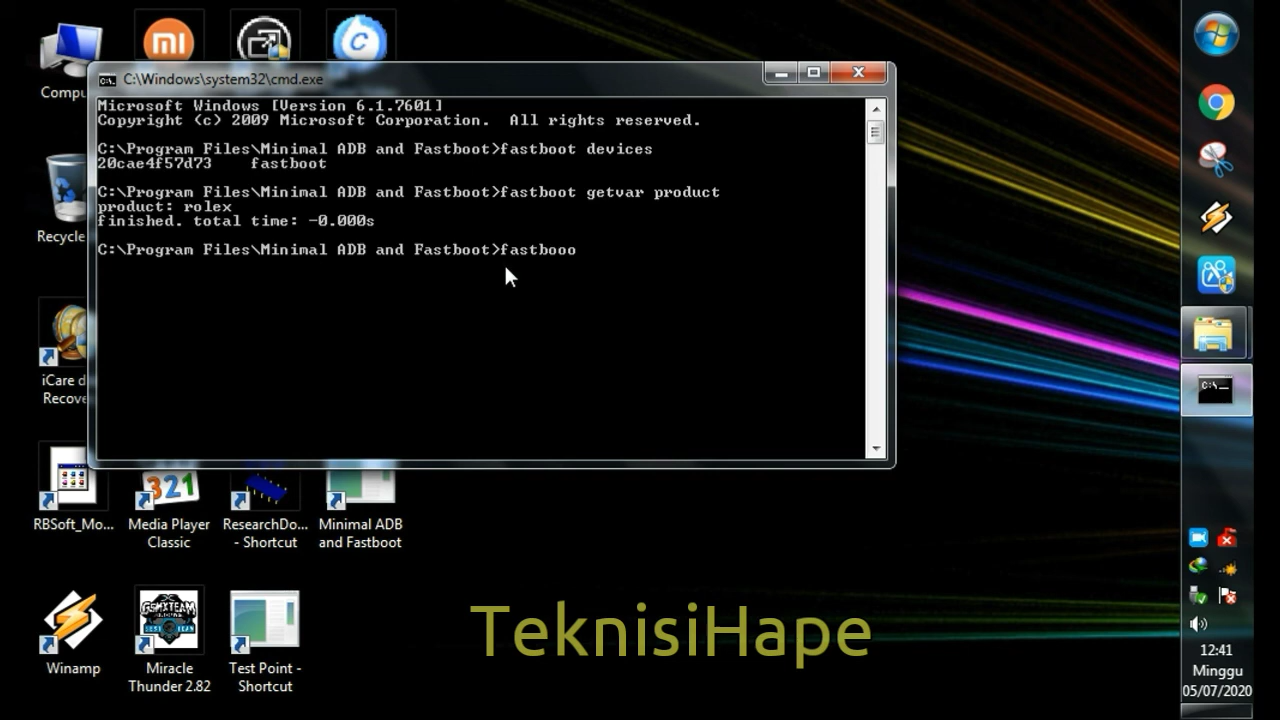 Compu
C:\Windows\system32\cmd.exe
Microsoft Windows [Version 6.1.7601]
Copyright (c) 2009 Microsoft Corporation.  All rights reserved.
C:\Program Files\Minimal ADB and Fastboot>fastboot devices
20cae4f57d73    fastboot
C:\Program Files\Minimal ADB and Fastboot>fastboot getvar product
product: rolex
finished. total time: -0.000s
C:\Program Files\Minimal ADB and Fastboot>fastbooo
Recycle
iCare d
Recove
RBSoft_Mo...
Media Player
Classic
ResearchDo...
- Shortcut
Minimal ADB
and Fastboot
Winamp
Miracle
Thunder 2.82
Test Point -
Shortcut
TeknisiHape
12:41
Minggu
05/07/2020